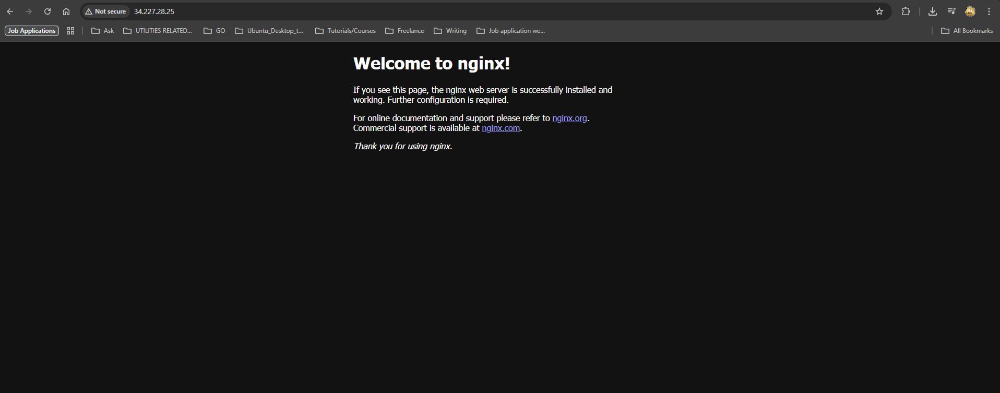 Not secure 34.227.28.25
Job Applications Ask UTILITIES RELATED... GO Ubuntu_Desktop_t... Tutorials/Courses Freelance Writing Job application we... All Bookmarks
Welcome to nginx!
If you see this page, the nginx web server is successfully installed and
working. Further configuration is required.
For online documentation and support please refer to nginx.org.
Commercial support is available at nginx.com.
Thank you for using nginx.